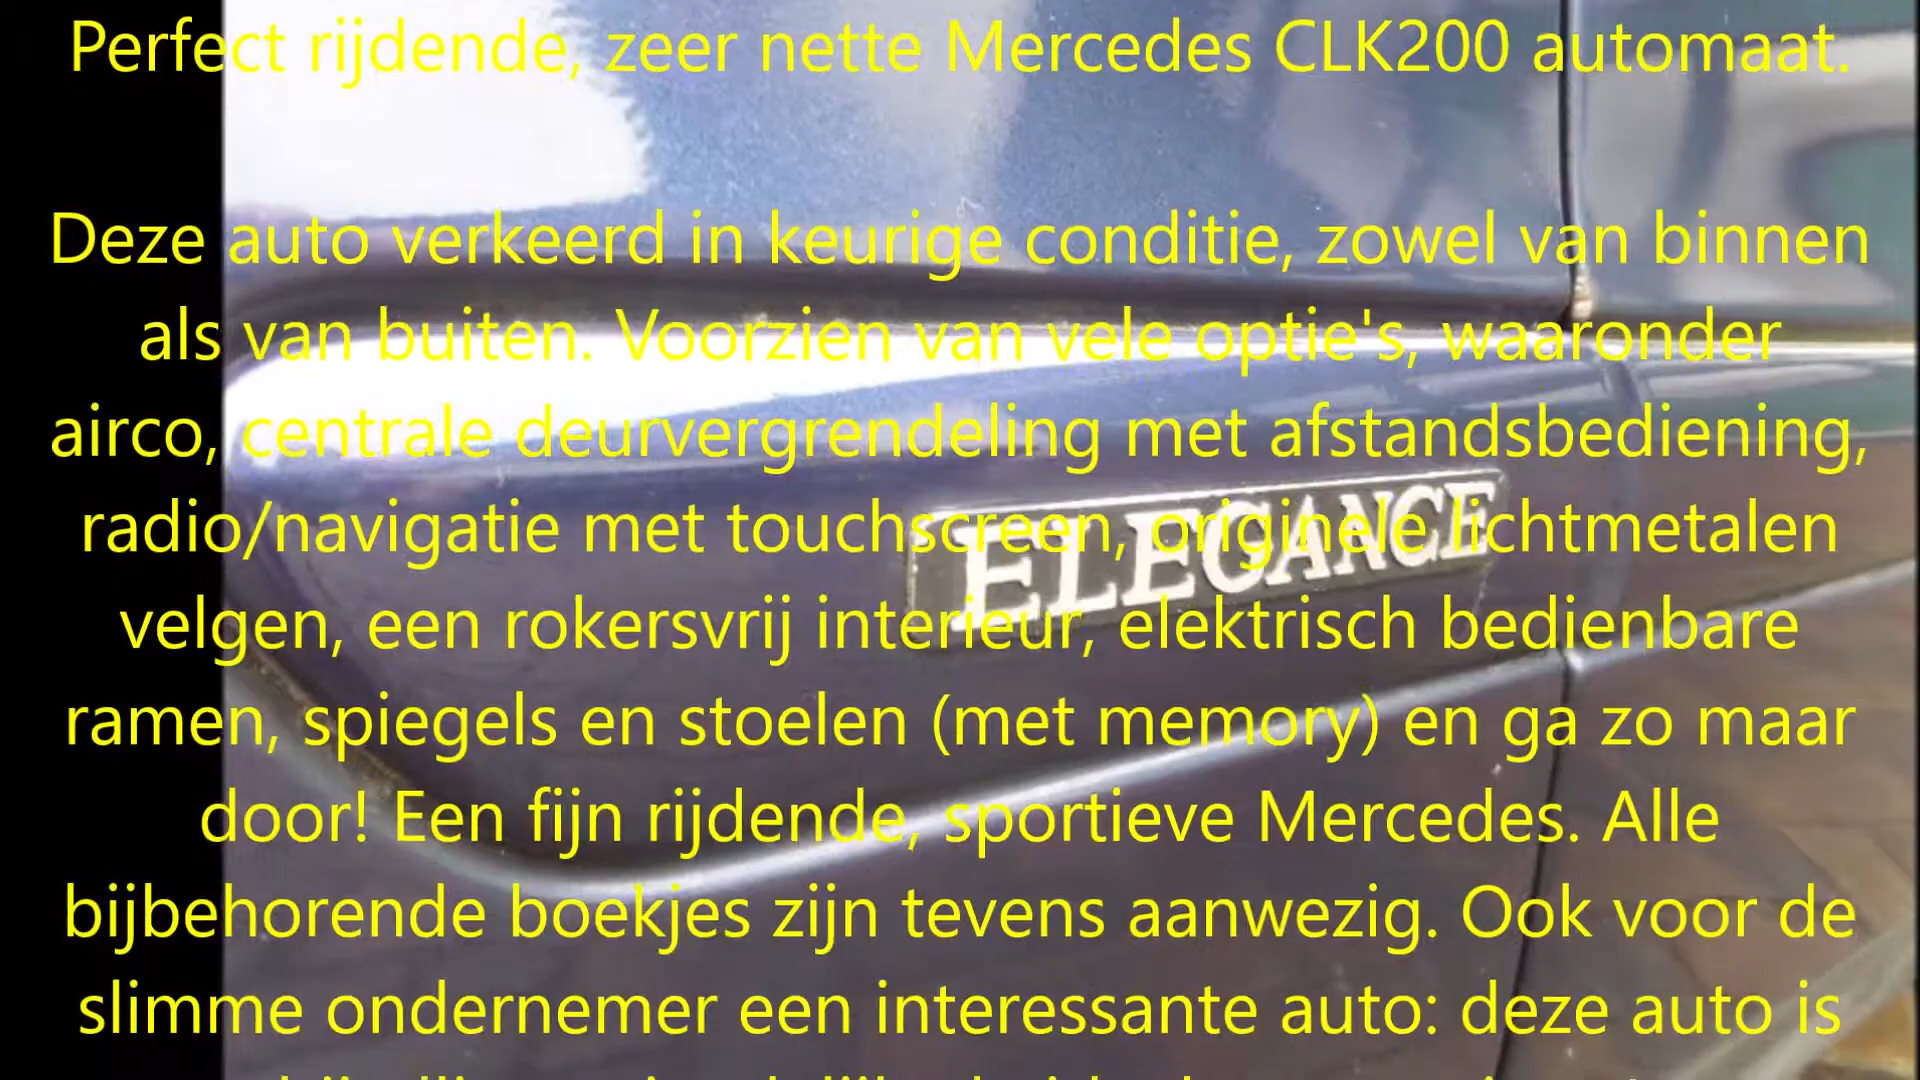 Perfect rijdende, zeer nette Mercedes CLK200 automaat.
Deze auto verkeerd in keurige conditie, zowel van binnen
als van buiten. Voorzien van vele optie's, waaronder
airco, centrale deurvergrendeling met afstandsbediening,
radio/navigatie met touchscreen, originele lichtmetalen
ELEGANCE
velgen, een rokersvrij interieur, elektrisch bedienbare
ramen, spiegels en stoelen (met memory) en ga zo maar
door! Een fijn rijdende, sportieve Mercedes. Alle
bijbehorende boekjes zijn tevens aanwezig. Ook voor de
slimme ondernemer een interessante auto: deze auto is